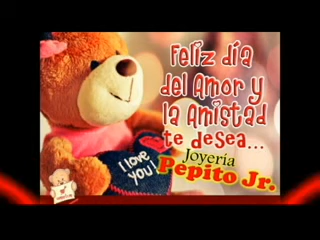 Feliz día
del Amor y
la Amistad
te desea...
Joyería
Pepito Jr.
I love
you!